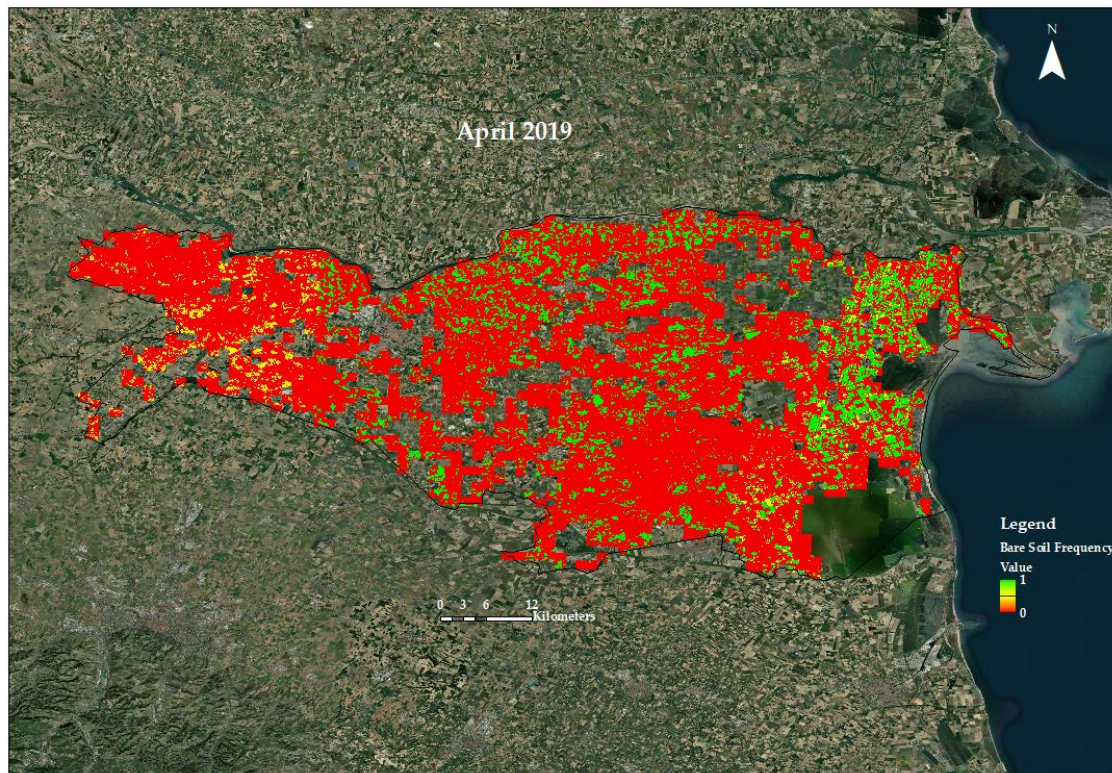 N
April 2019
Legend
Bare Soil Frequency
Value
1
0
0 3 6 12
Kilometers